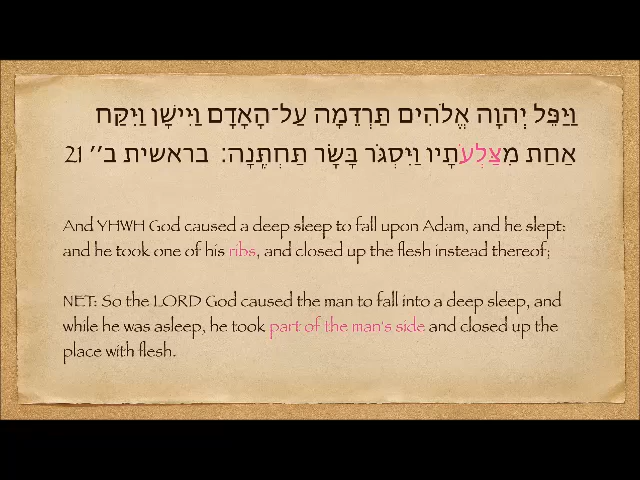 וַיַּפֵּל יְהוָה אֱלֹהִים תַּרְדֵּמָה עַל־הָאָדָם וַיִּישָׁן וַיִּקַּח
אַחַת מִצַּלְעֹתָיו וַיִּסְגֹּר בָּשָׂר תַּחְתֶּנָּה׃ בראשית ב״ 21
And YHWH God caused a deep sleep to fall upon Adam, and he slept:
and he took one of his ribs, and closed up the flesh instead thereof;
NET: So the LORD God caused the man to fall into a deep sleep, and
while he was asleep, he took part of the man's side and closed up the
place with flesh.